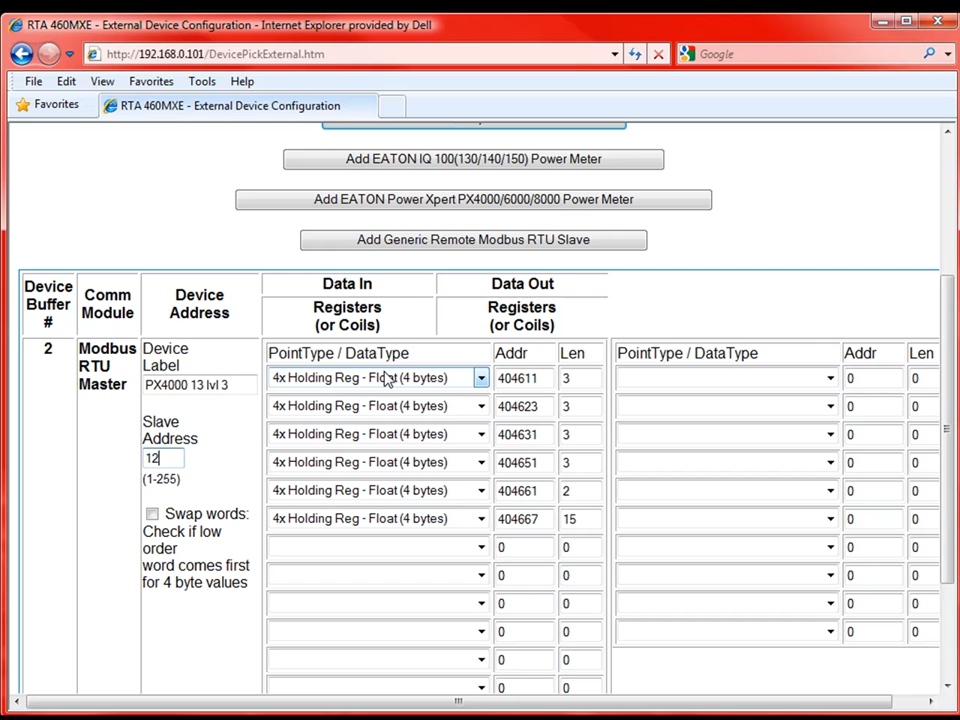 RTA 460MXE - External Device Configuration - Internet Explorer provided by Dell
http://192.168.0.101/DevicePickExternal.htm
Google
File Edit View Favorites Tools Help
Favorites
RTA 460MXE - External Device Configuration
Add EATON IQ 100(130/140/150) Power Meter
Add EATON Power Xpert PX4000/6000/8000 Power Meter
Add Generic Remote Modbus RTU Slave
Device Buffer #
Comm Module
Device Address
Data In
Registers (or Coils)
Data Out
Registers (or Coils)
2
Modbus RTU Master
Device Label
PX4000 13 lvl 3
Slave Address
12
(1-255)
Swap words:
Check if low
order
word comes first
for 4 byte values
PointType / DataType Addr Len
4x Holding Reg - Float (4 bytes) 404611 3
4x Holding Reg - Float (4 bytes) 404623 3
4x Holding Reg - Float (4 bytes) 404631 3
4x Holding Reg - Float (4 bytes) 404651 3
4x Holding Reg - Float (4 bytes) 404661 2
4x Holding Reg - Float (4 bytes) 404667 15
0 0
0 0
0 0
0 0
0 0
0 0
PointType / DataType Addr Len
0 0
0 0
0 0
0 0
0 0
0 0
0 0
0 0
0 0
0 0